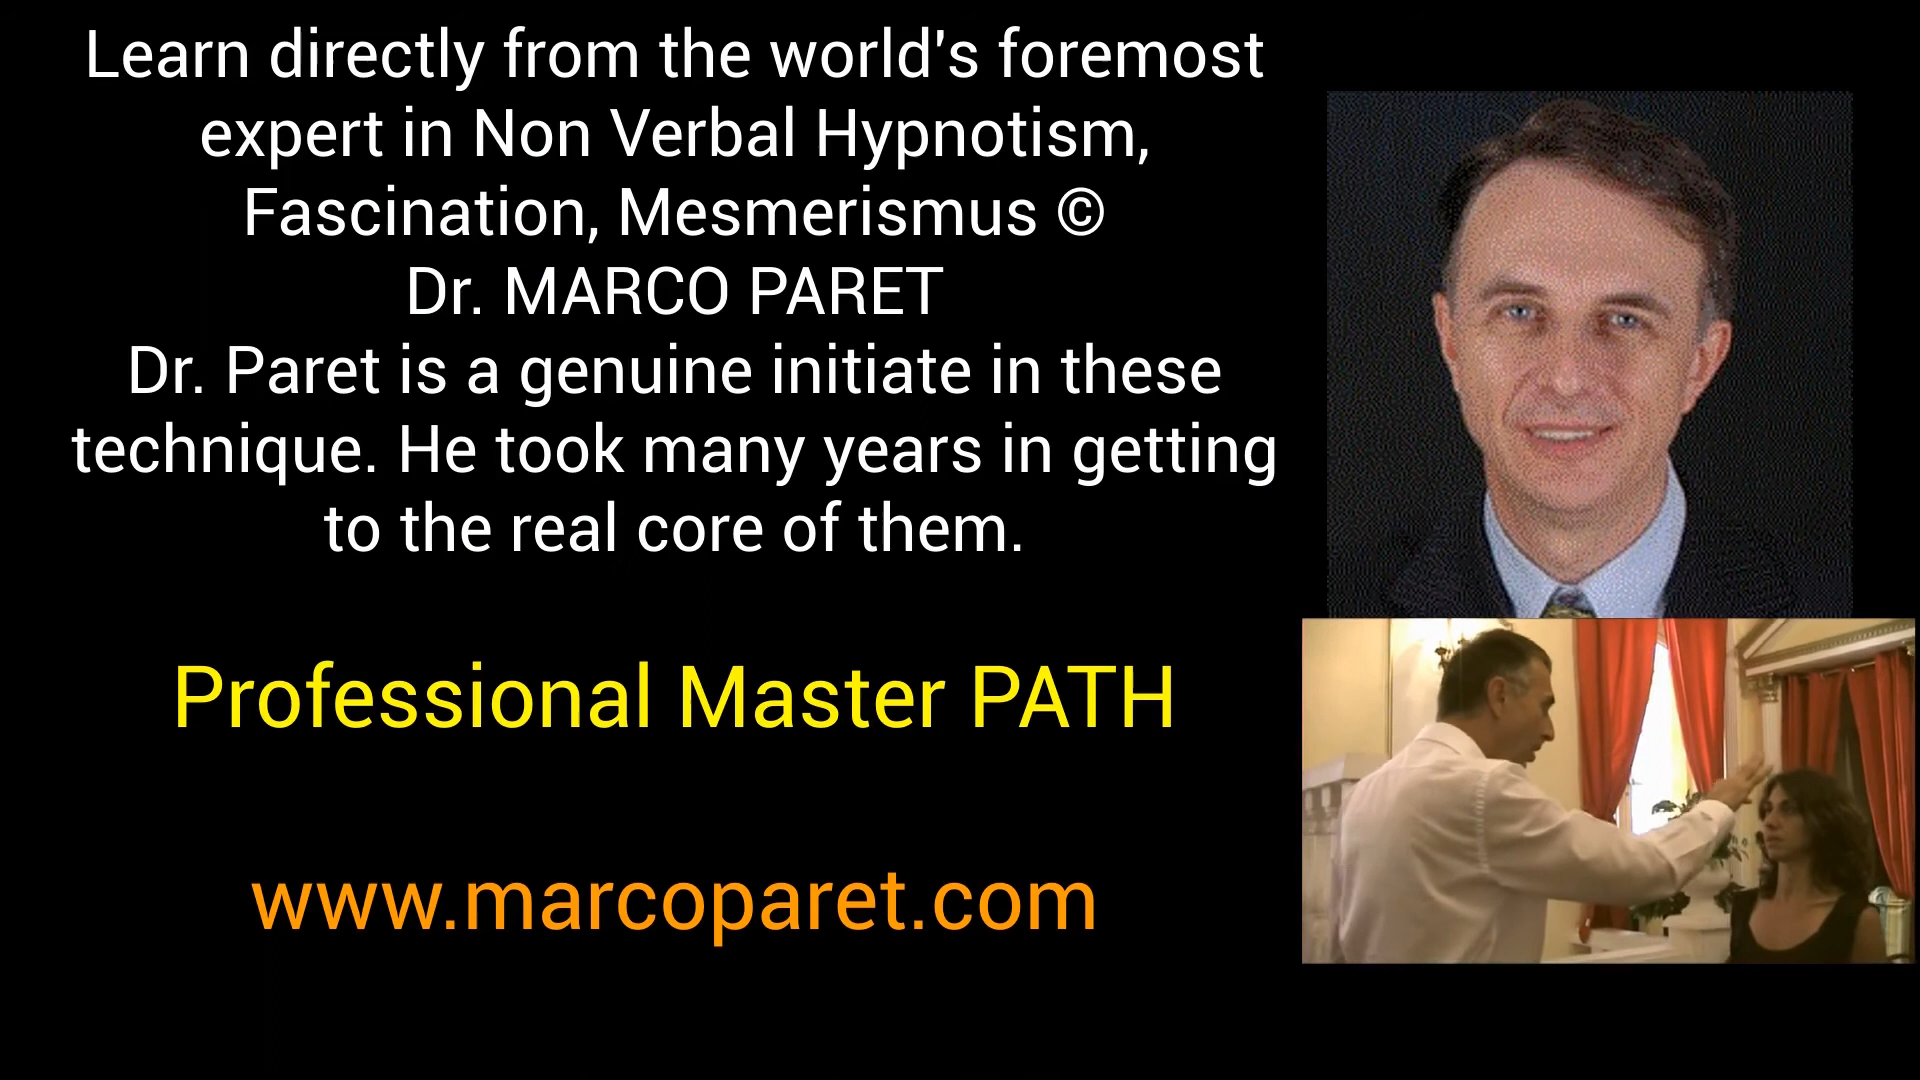 Learn directly from the world's foremost
expert in Non Verbal Hypnotism,
Fascination, Mesmerismus ©
Dr. MARCO PARET
Dr. Paret is a genuine initiate in these
technique. He took many years in getting
to the real core of them.
Professional Master PATH
www.marcoparet.com